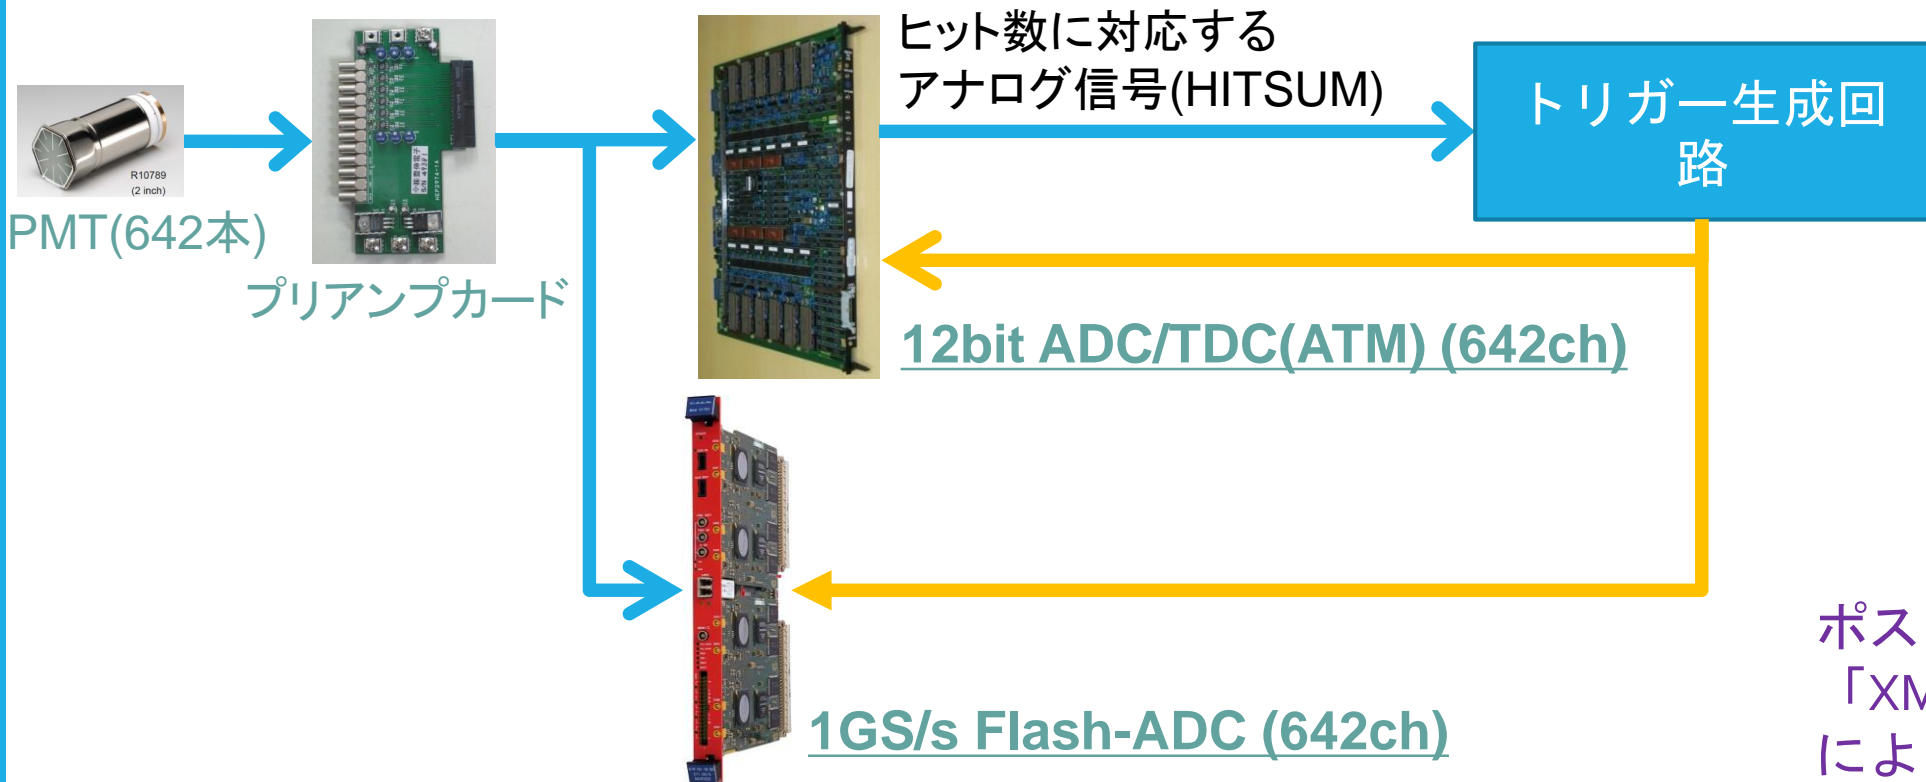 ヒット数に対応する
アナログ信号(HITSUM)
トリガー生成回
路
R10789
(2 inch)
PMT(642本)
プリアンプカード
12bit ADC/TDC(ATM) (642ch)
1GS/s Flash-ADC (642ch)
ポス
「XM
によ